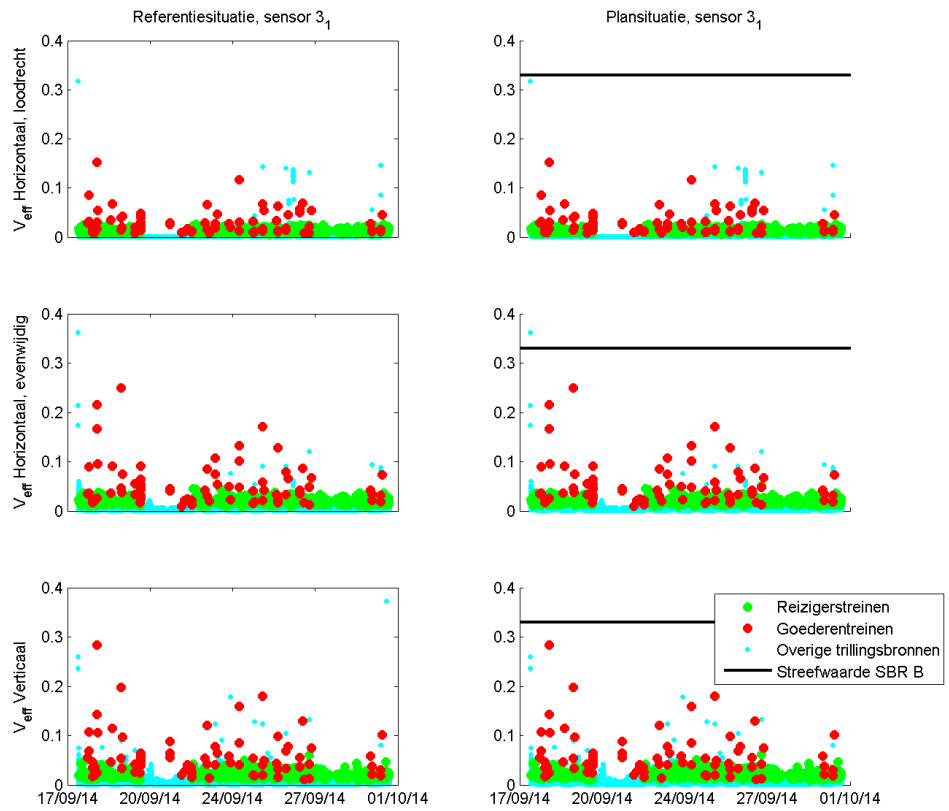 Referentiesituatie, sensor 3₁
Plansituatie, sensor 3₁
V_eff Horizontaal, loodrecht
0.4
0.3
0.2
0.1
0
0.4
0.3
0.2
0.1
0
V_eff Horizontaal, evenwijdig
0.4
0.3
0.2
0.1
0
0.4
0.3
0.2
0.1
0
V_eff Verticaal
0.4
0.3
0.2
0.1
0
0.4
0.3
0.2
0.1
0
Reizigerstreinen
Goederentreinen
Overige trillingsbronnen
Streefwaarde SBR B
17/09/14 20/09/14 24/09/14 27/09/14 01/10/14
17/09/14 20/09/14 24/09/14 27/09/14 01/10/14